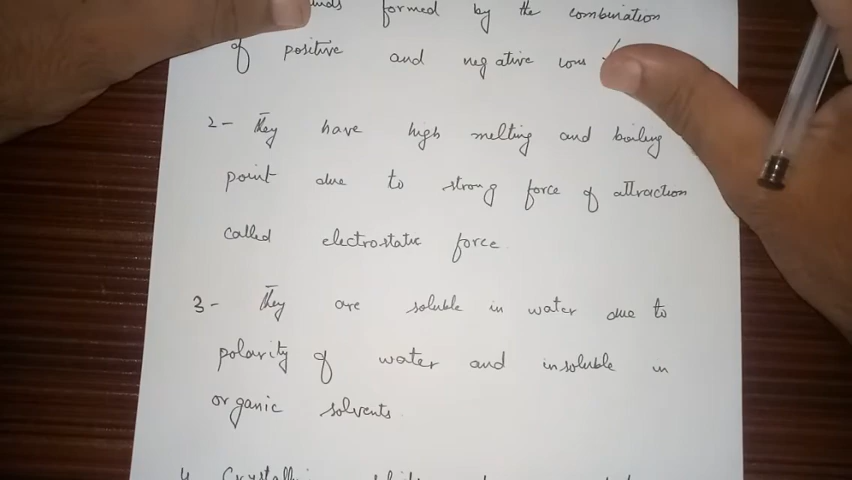 formed by the combination
of positive and negative ions
2- They have high melting and boiling
point due to strong force of attraction
called electrostatic force
3- They are soluble in water due to
polarity of water and insoluble in
organic solvents.